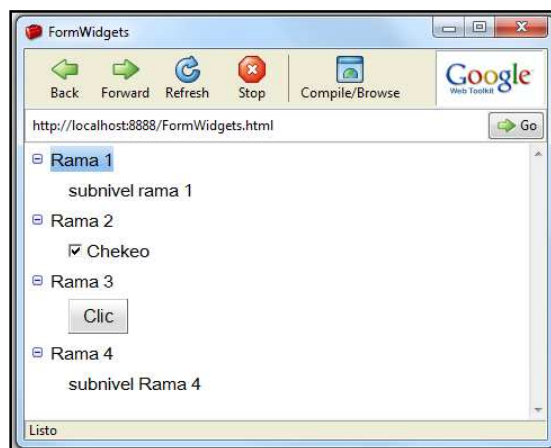 FormWidgets
Back Forward Refresh Stop Compile/Browse
Google
Web Toolkit
http://localhost:8888/FormWidgets.html Go
Rama 1
subnivel rama 1
Rama 2
Chekeo
Rama 3
Clic
Rama 4
subnivel Rama 4
Listo